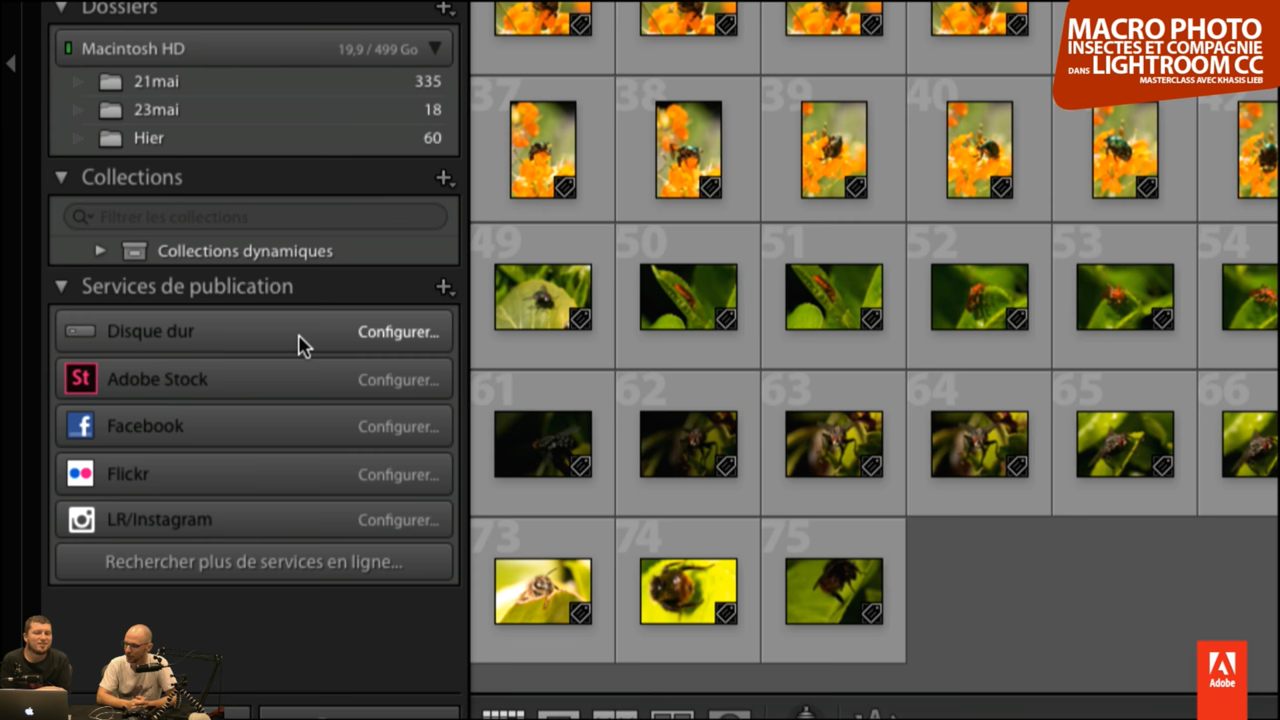 Dossiers
Macintosh HD 19,9 / 499 Go
21mai 335
23mai 18
Hier 60
Collections
Filtrer les collections
Collections dynamiques
Services de publication
Disque dur Configurer...
St Adobe Stock Configurer...
Facebook Configurer...
Flickr Configurer...
LR/Instagram Configurer...
Rechercher plus de services en ligne...
MACRO PHOTO
INSECTES ET COMPAGNIE
DANS LIGHTROOM CC
MASTERCLASS AVEC KHASIS LIEB
37 38 39 40 42
49 50 51 52 53 54
61 62 63 64 65 66
73 74 75
Adobe